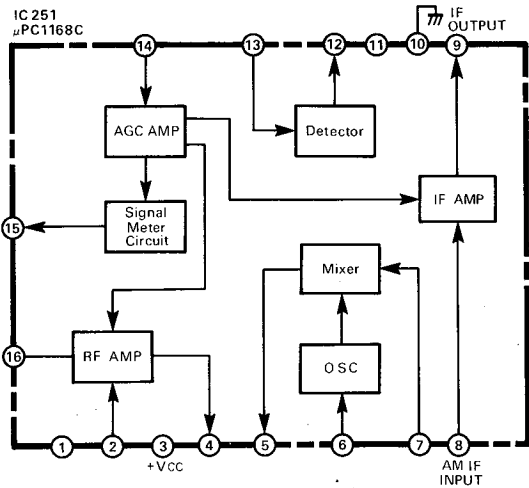 IC 251
μPC1168C
IF
OUTPUT
14
13
12
11
10
9
AGC AMP
Detector
IF AMP
Signal
Meter
Circuit
15
Mixer
16
RF AMP
OSC
1
2
3
4
5
6
7
8
+VCC
AM IF
INPUT